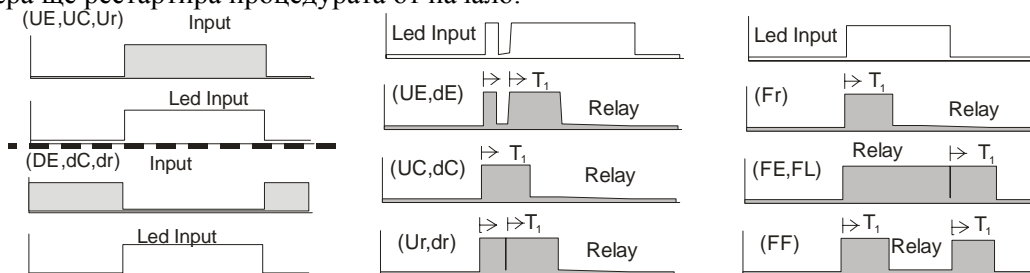 ера ще рестартира процедурата от начало.
(UE,UC,Ur) Input
Led Input
(DE,dC,dr) Input
Led Input
Led Input
(UE,dE) T1 Relay
(UC,dC) T1 Relay
(Ur,dr) T1 Relay
Led Input
(Fr) T1 Relay
(FE,FL) Relay T1
(FF) T1 Relay T1